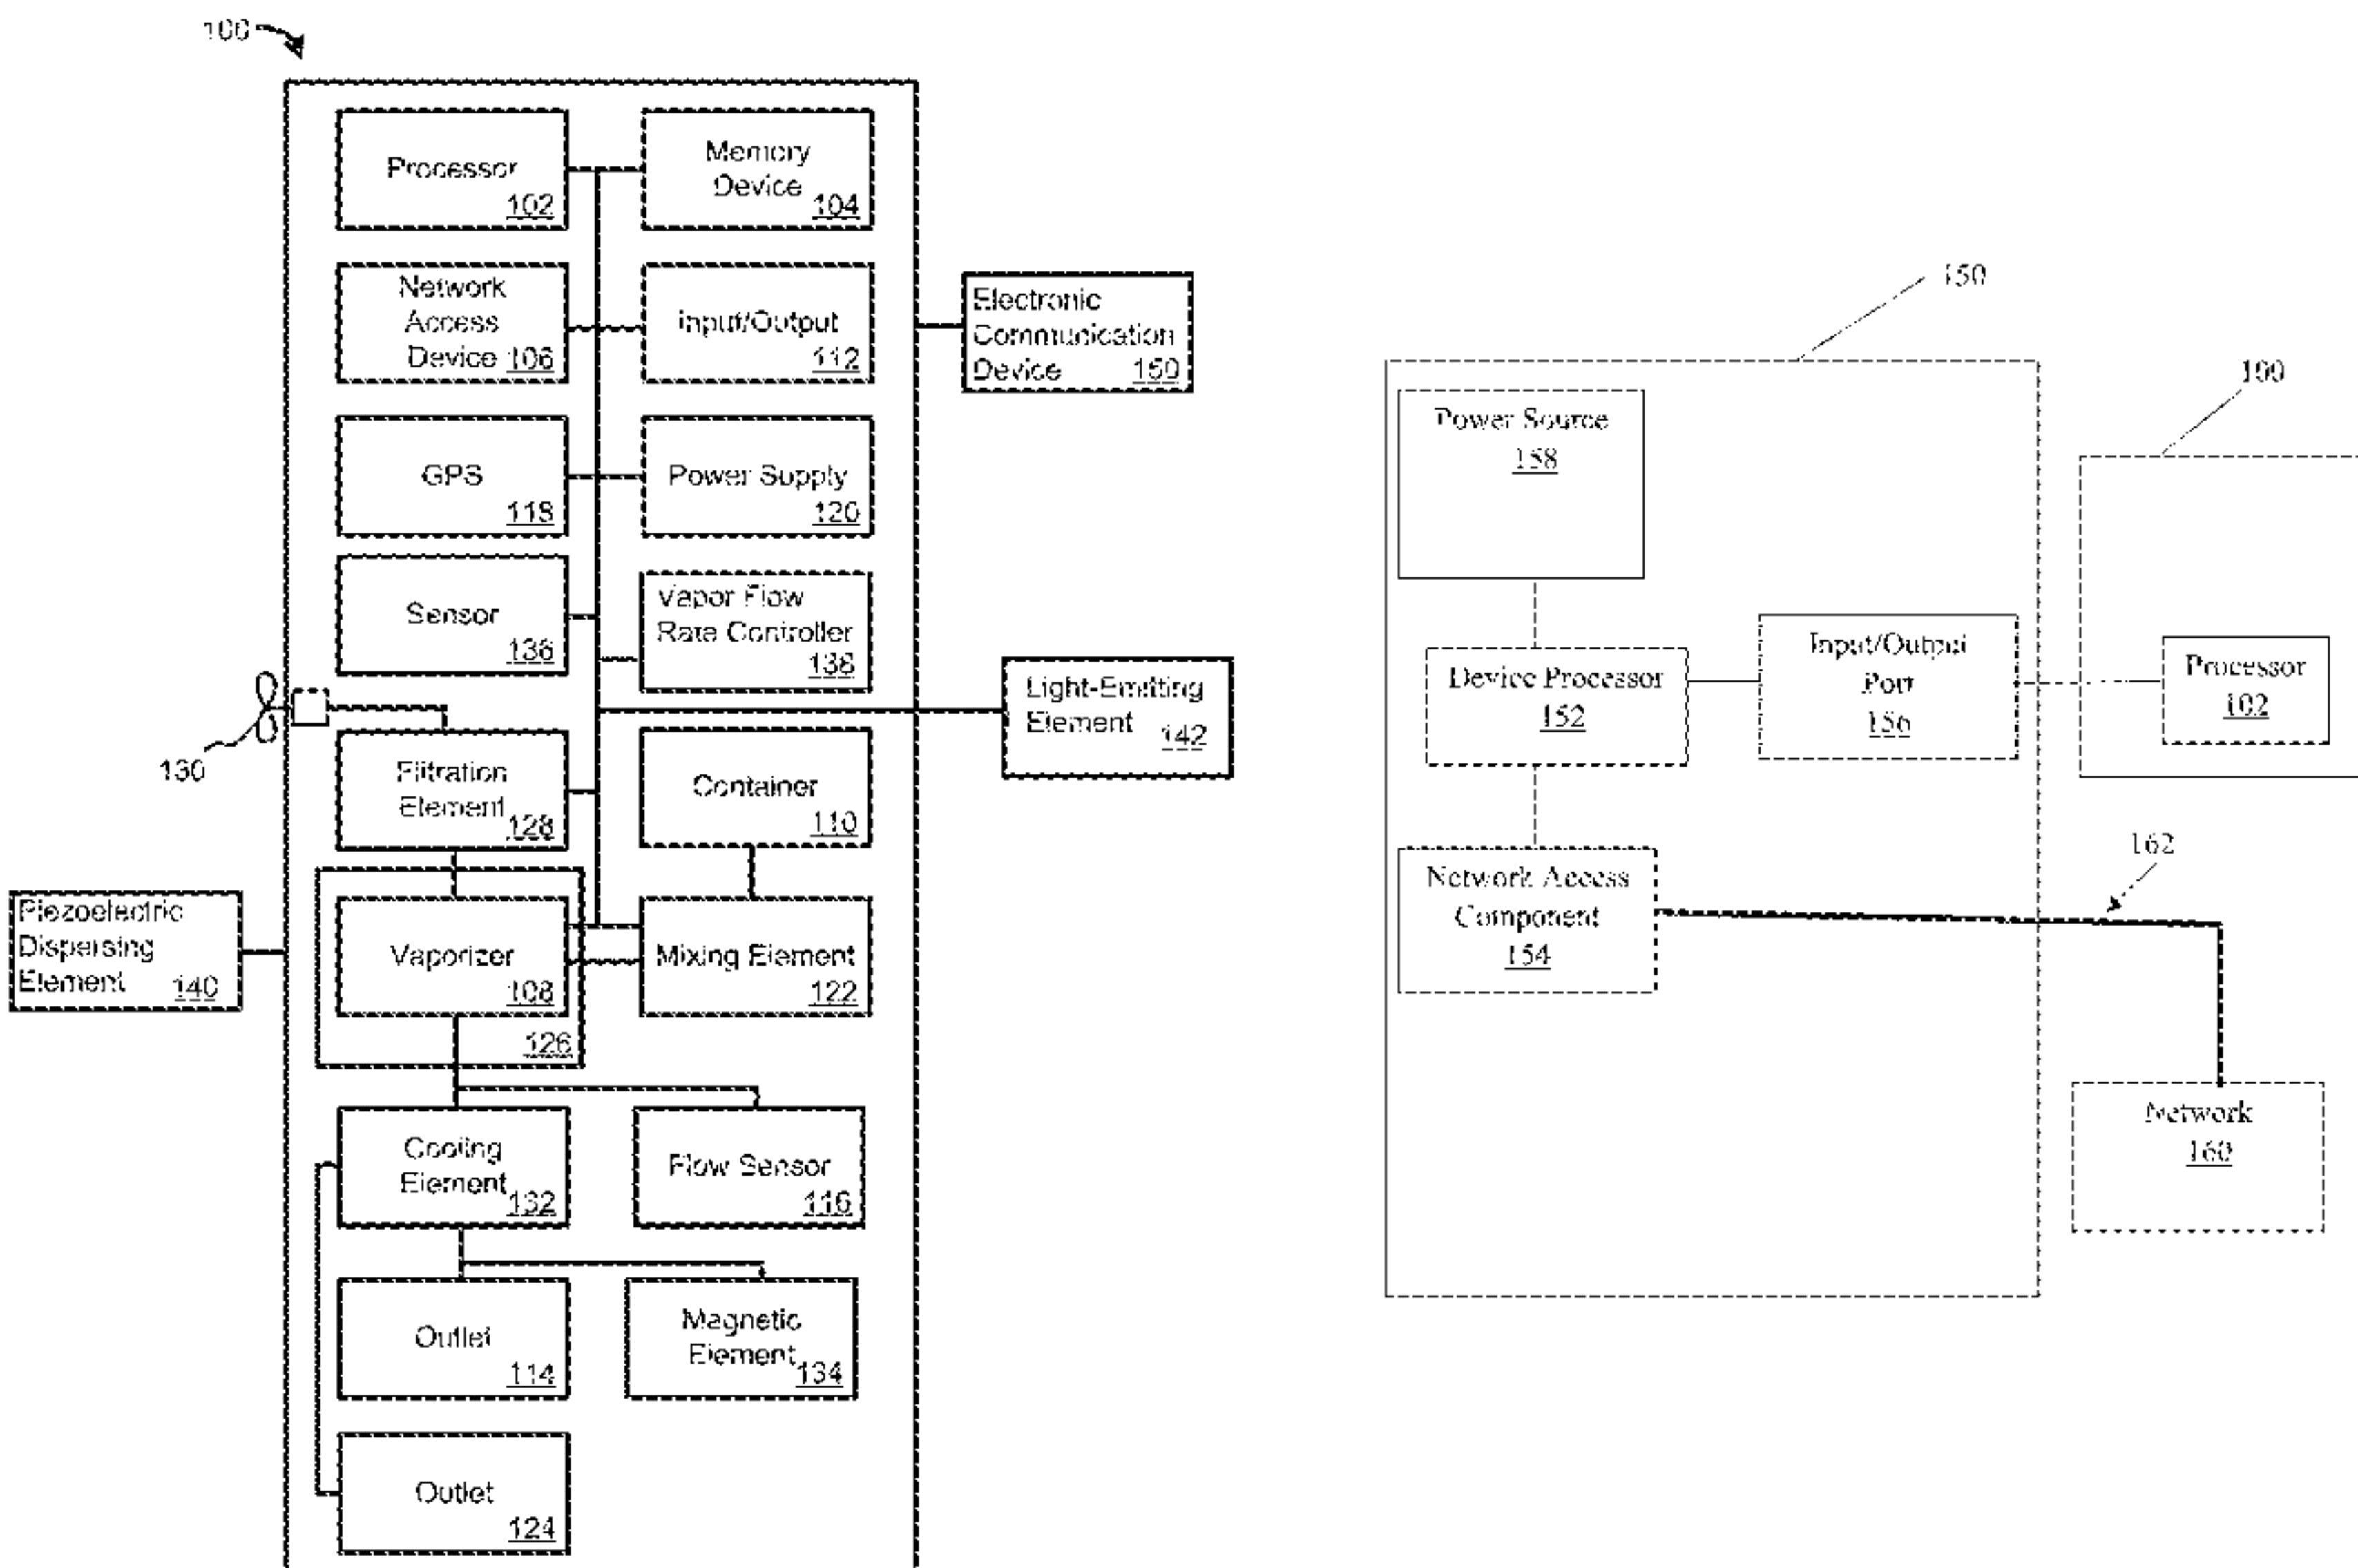 100
Processor
102
Memory
Device
104
Network
Access
Device 106
Input/Output
112
Electronic
Communication
Device 150
GPS
118
Power Supply
120
Sensor
136
Vapor Flow
Rate Controller
138
130
Light-Emitting
Element 142
Filtration
Element
128
Container
110
Piezoelectric
Dispersing
Element 140
Vaporizer
108
Mixing Element
122
126
Cooling
Element
132
Flow Sensor
116
Outlet
114
Magnetic
Element
134
Outlet
124
150
100
Power Source
158
Device Processor
152
Input/Output
Port
156
Processor
102
Network Access
Component
154
162
Network
160